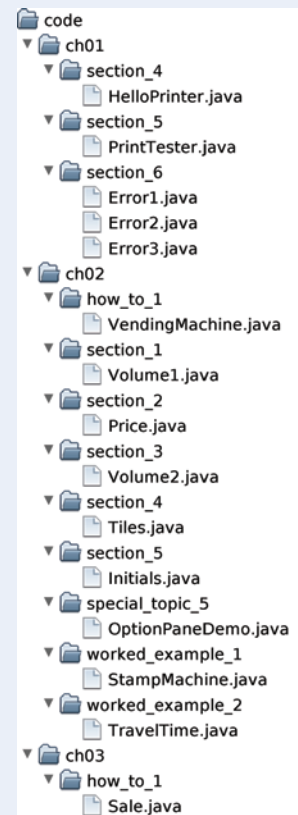 code
ch01
section_4
HelloPrinter.java
section_5
PrintTester.java
section_6
Error1.java
Error2.java
Error3.java
ch02
how_to_1
VendingMachine.java
section_1
Volume1.java
section_2
Price.java
section_3
Volume2.java
section_4
Tiles.java
section_5
Initials.java
special_topic_5
OptionPaneDemo.java
worked_example_1
StampMachine.java
worked_example_2
TravelTime.java
ch03
how_to_1
Sale.java